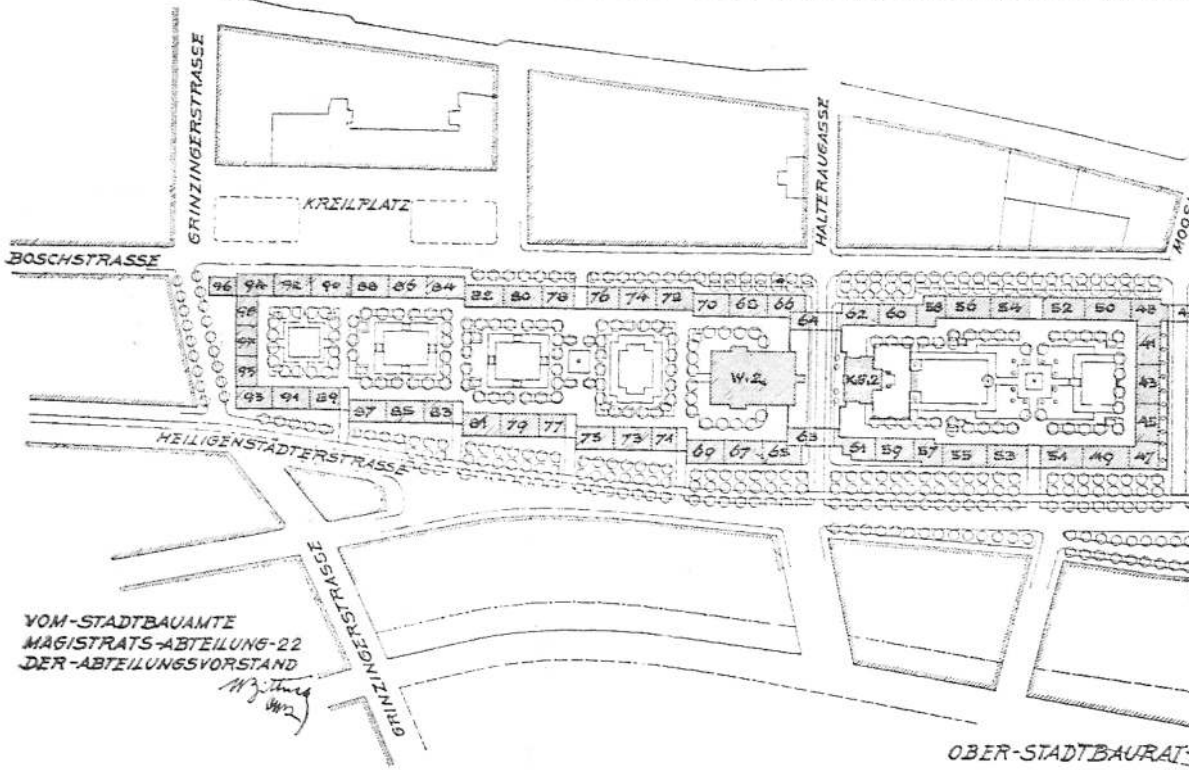 GRINZINGERSTRASSE
KREILPLATZ
HALTERAUGASSE
BOSCHSTRASSE
96 94 92 90 88 86 84
82 80 78 76 74 72
70 68 66
64
62 60
58 56 54 52 50 48
95
93 91 89
87 85 83
81 79 77
75 73 71
69 67 65
63
W.2.
K.G.2
41
43
45
61 59 57
55 53 51 49 47
HEILIGENSTÄDTERSTRASSE
GRINZINGERSTRASSE
VOM-STADTBAUAMTE
MAGISTRATS-ABTEILUNG-22
DER-ABTEILUNGSVORSTAND
OBER-STADTBAURAT